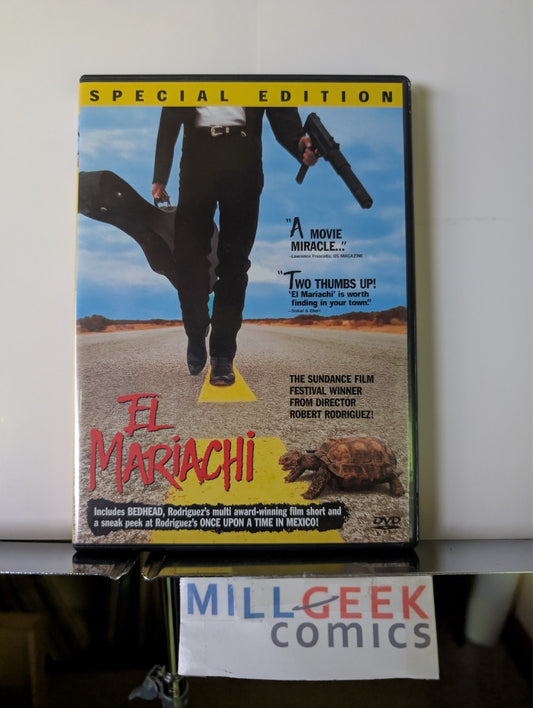 SPECIAL EDITION
"A MOVIE
MIRACLE..."
–Lawrence Frascella, US MAGAZINE
"TWO THUMBS UP!
'El Mariachi' is worth
finding in your town."
–Siskel & Ebert
THE SUNDANCE FILM
FESTIVAL WINNER
FROM DIRECTOR
ROBERT RODRIGUEZ!
EL
MARIACHI
Includes BEDHEAD, Rodriguez's multi award-winning film short and
a sneak peek at Rodriguez's ONCE UPON A TIME IN MEXICO!
DVD
MILLGEEK
comics